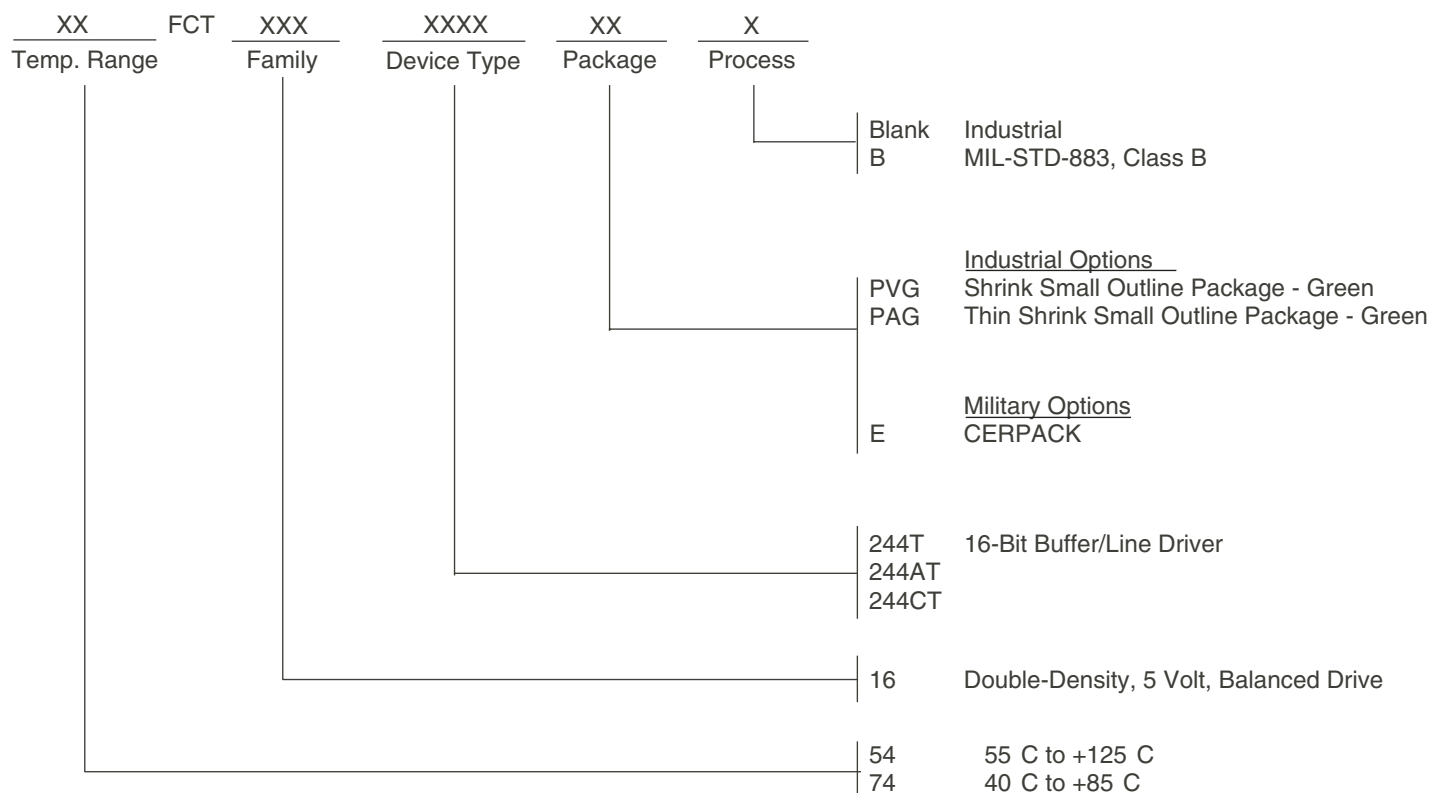 XX FCT XXX XXXX XX X
Temp. Range Family Device Type Package Process
Blank Industrial
B MIL-STD-883, Class B
Industrial Options
PVG Shrink Small Outline Package - Green
PAG Thin Shrink Small Outline Package - Green
Military Options
E CERPACK
244T 16-Bit Buffer/Line Driver
244AT
244CT
16 Double-Density, 5 Volt, Balanced Drive
54 55 C to +125 C
74 40 C to +85 C